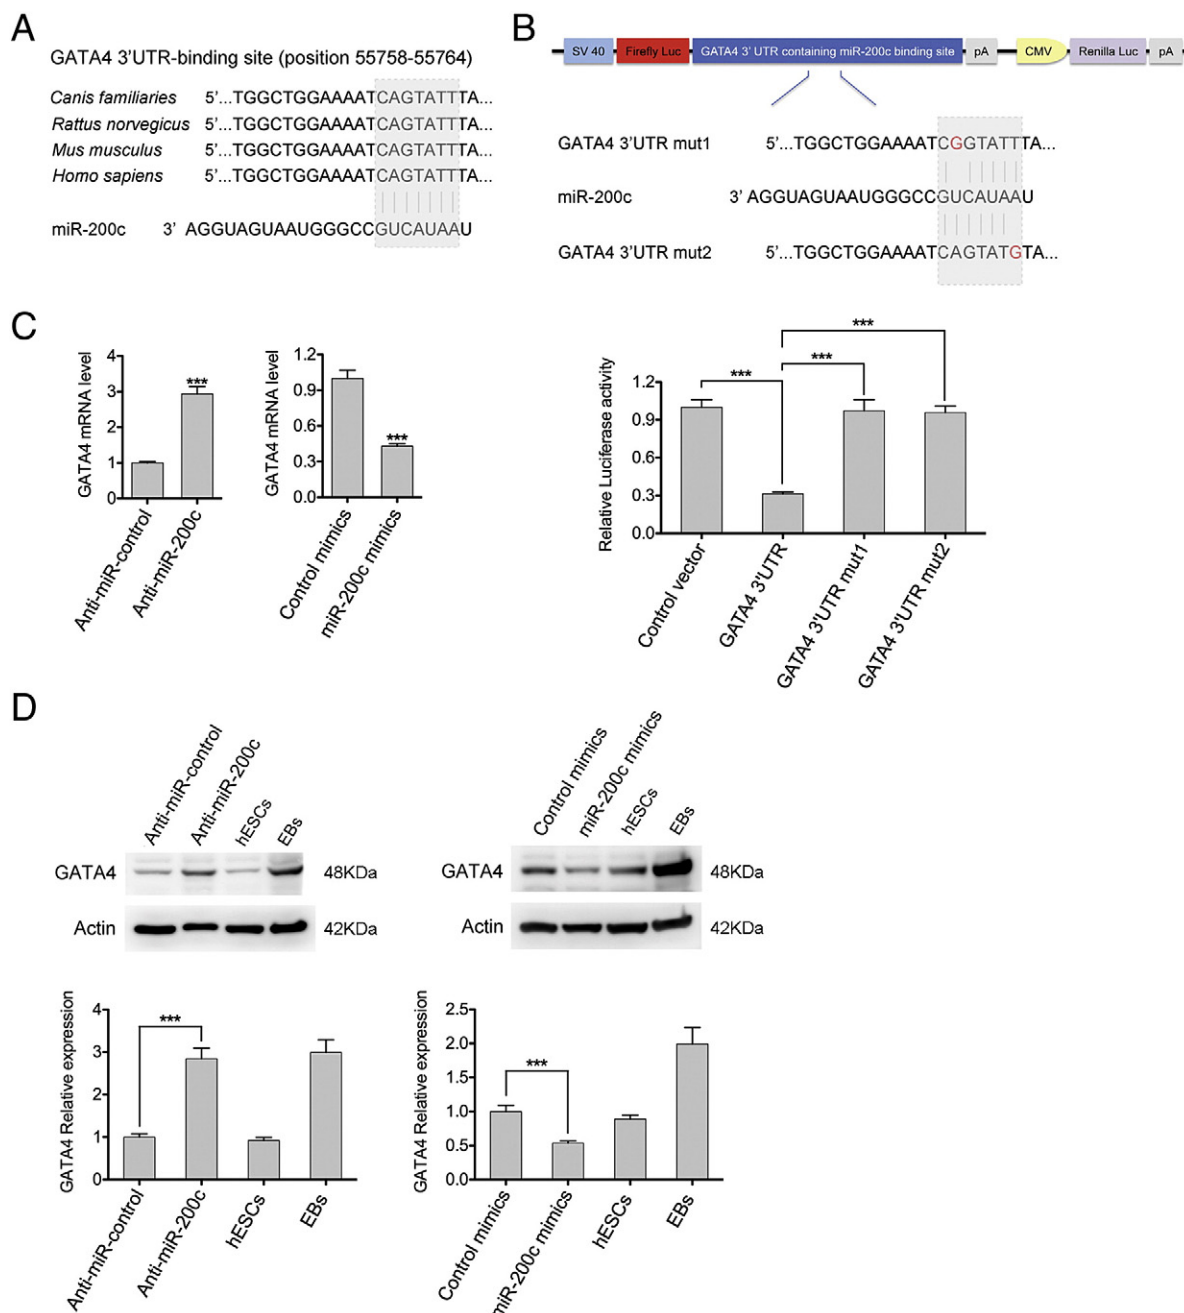 A
GATA4 3'UTR-binding site (position 55758-55764)
Canis familiaries 5'...TGGCTGGAAAATCAGTATTTA...
Rattus norvegicus 5'...TGGCTGGAAAATCAGTATTTA...
Mus musculus 5'...TGGCTGGAAAATCAGTATTTA...
Homo sapiens 5'...TGGCTGGAAAATCAGTATTTA...
miR-200c 3' AGGUAGUAAUGGGCCGUCAUAAU
B
SV 40 Firefly Luc GATA4 3' UTR containing miR-200c binding site pA CMV Renilla Luc pA
GATA4 3'UTR mut1 5'...TGGCTGGAAAATCGGTATTTA...
miR-200c 3' AGGUAGUAAUGGGCCGUCAUAAU
GATA4 3'UTR mut2 5'...TGGCTGGAAAATCAGTATGTA...
Relative Luciferase activity
1.2
0.9
0.6
0.3
0.0
***
***
***
Control vector
GATA4 3'UTR
GATA4 3'UTR mut1
GATA4 3'UTR mut2
C
GATA4 mRNA level
4
3
2
1
0
***
Anti-miR-control
Anti-miR-200c
GATA4 mRNA level
1.2
0.9
0.6
0.3
0.0
***
Control mimics
miR-200c mimics
D
Anti-miR-control
Anti-miR-200c
hESCs
EBs
GATA4 48KDa
Actin 42KDa
Control mimics
miR-200c mimics
hESCs
EBs
GATA4 48KDa
Actin 42KDa
GATA4 Relative expression
4
3
2
1
0
***
Anti-miR-control
Anti-miR-200c
hESCs
EBs
GATA4 Relative expression
2.5
2.0
1.5
1.0
0.5
0.0
***
Control mimics
miR-200c mimics
hESCs
EBs